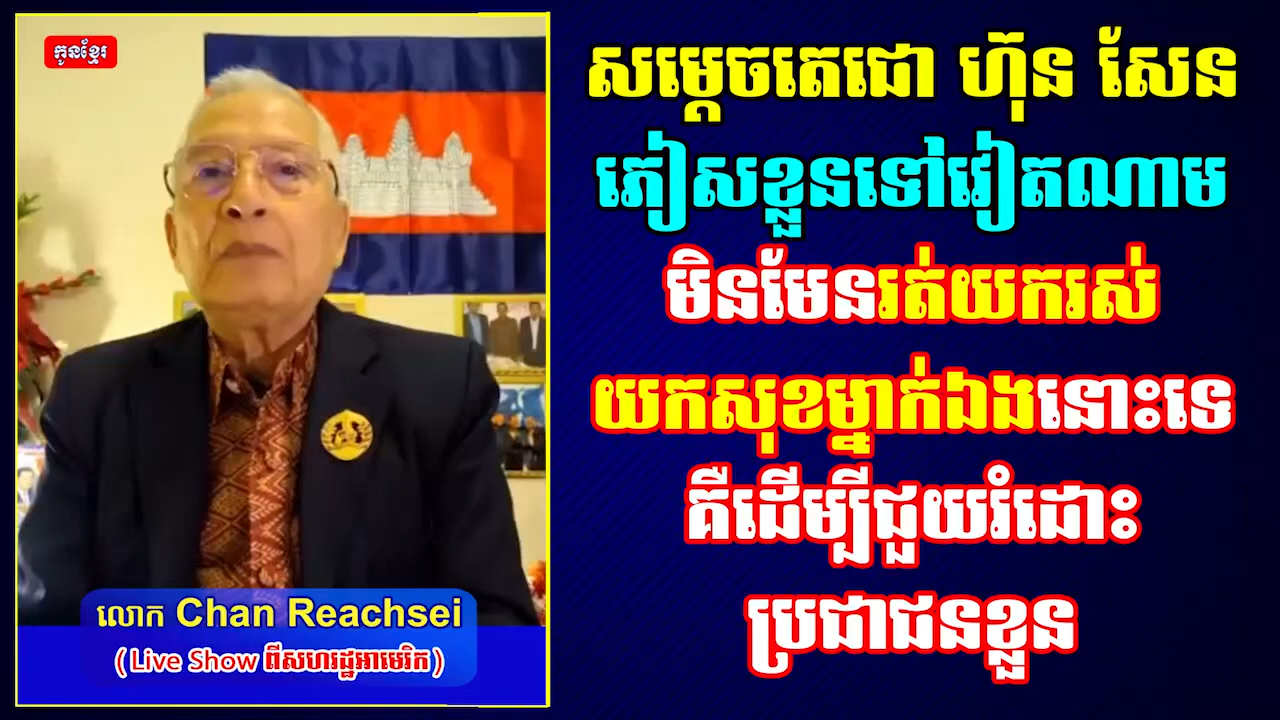 កូនខ្មែរ
លោក Chan Reachsei
( Live Show ពីសហរដ្ឋអាមេរិក )
សម្តេចតេជោ ហ៊ុន សែន
ភៀសខ្លួនទៅវៀតណាម
មិនមែនរត់យករស់
យកសុខម្នាក់ឯងនោះទេ
គឺដើម្បីជួយរំដោះ
ប្រជាជនខ្លួន